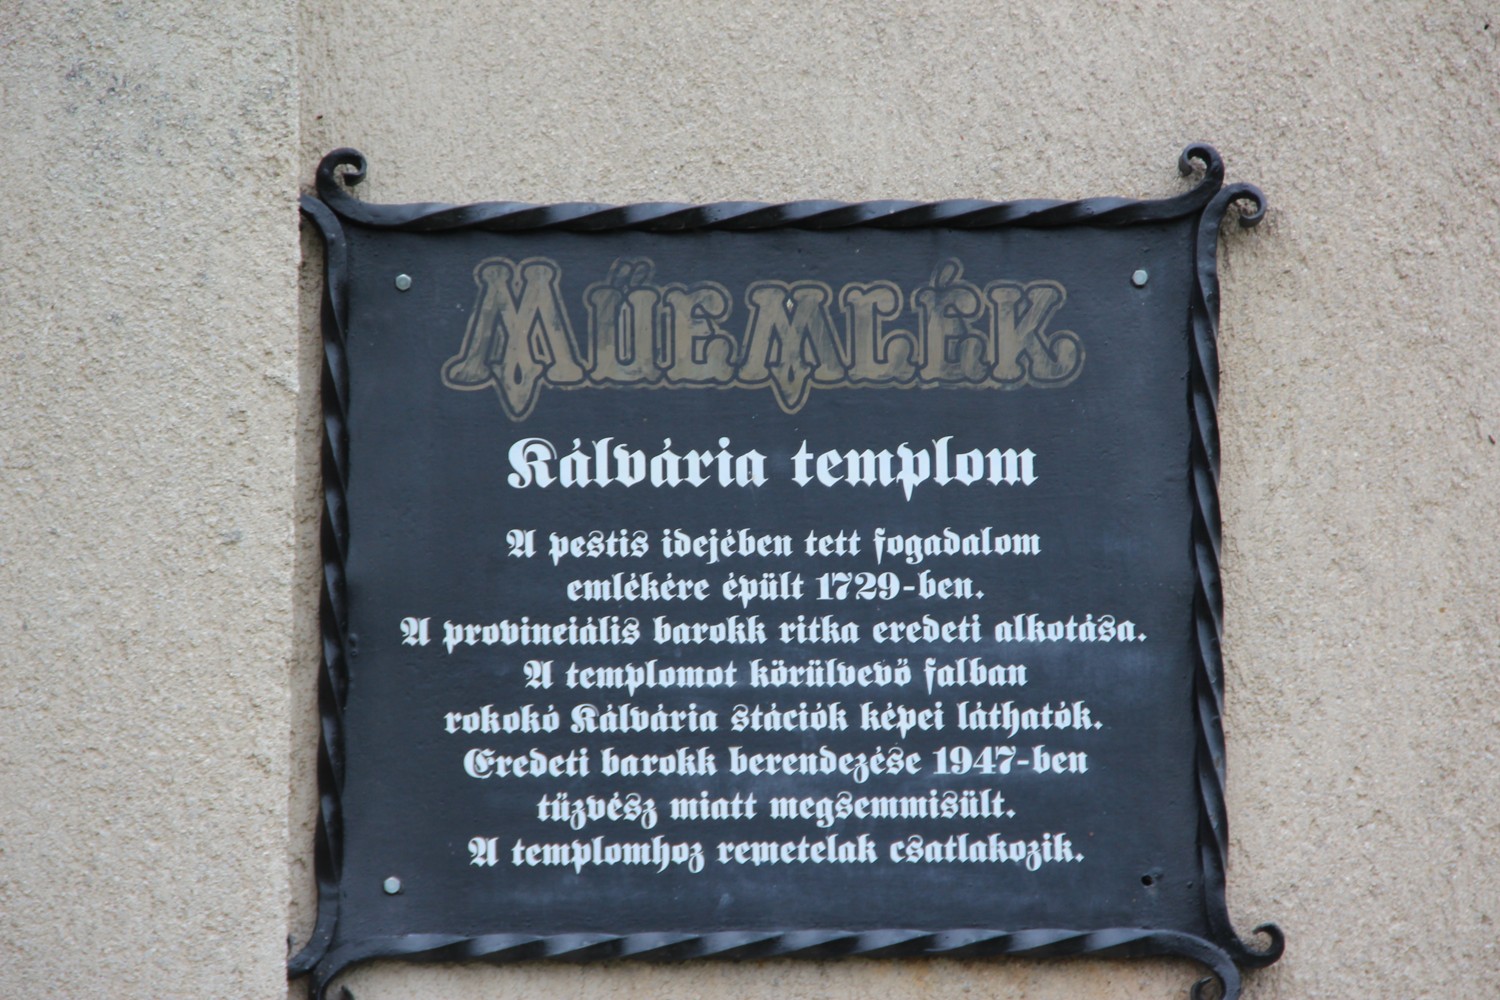 MŰEMLÉK
Kálvária templom
A pestis idejében tett fogadalom
emlékére épült 1729-ben.
A provinciális barokk ritka eredeti alkotása.
A templomot körülvevő falban
rokokó Kálvária stációk képei láthatók.
Eredeti barokk berendezése 1947-ben
tűzvész miatt megsemmisült.
A templomhoz remetelak csatlakozik.